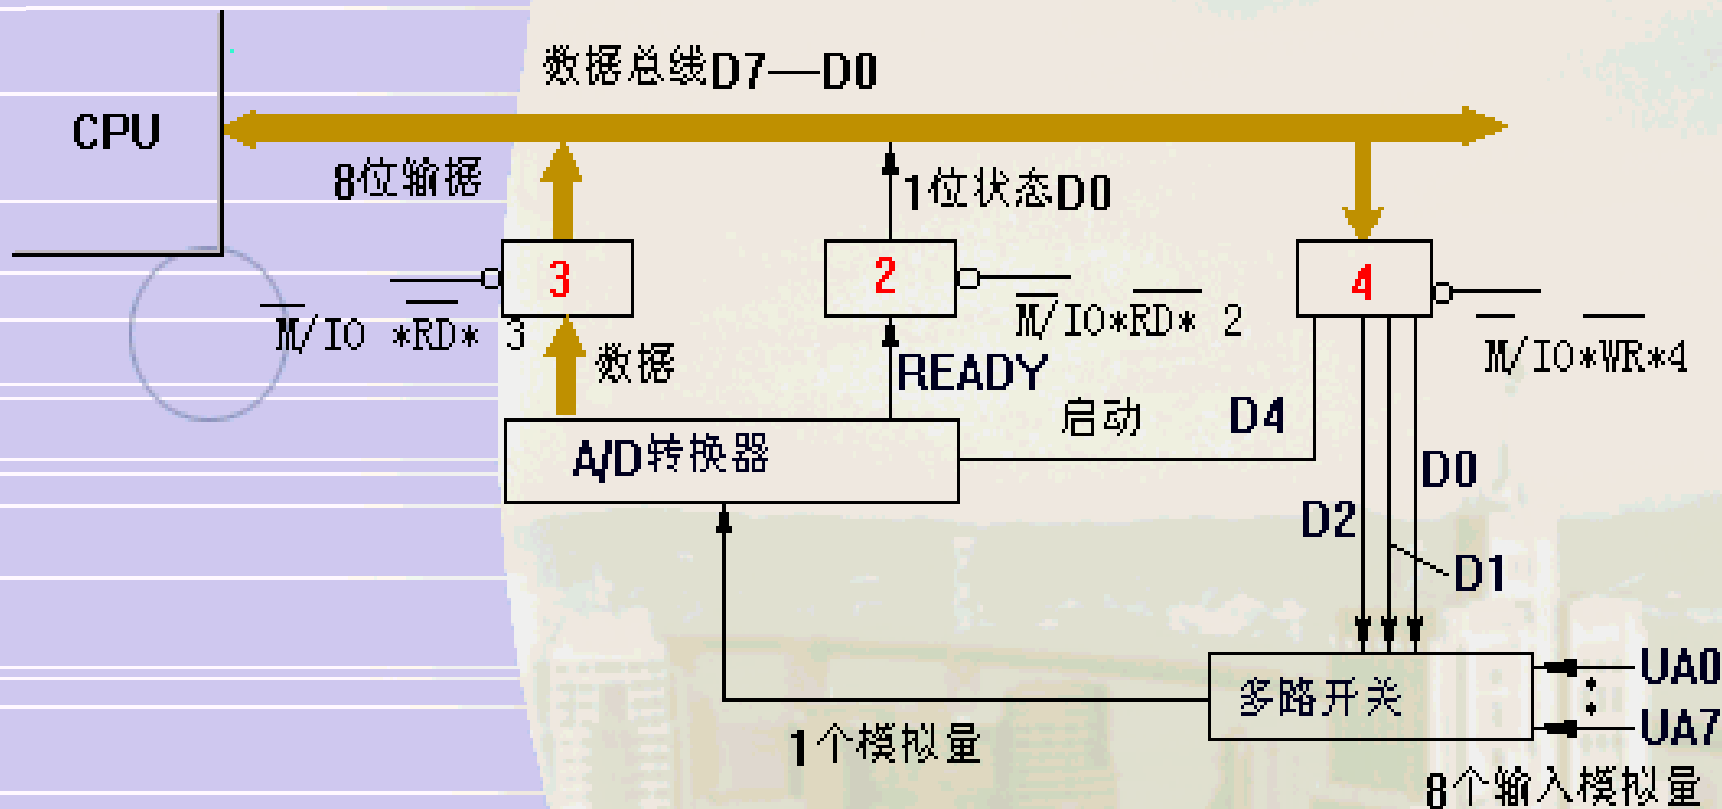 数据总线D7—D0
CPU
8位输据
1位状态D0
3
2
4
M/IO *RD* 3
M/IO*RD* 2
M/IO*WR*4
数据
READY
启动
D4
A/D转换器
D0
D2
D1
多路开关
UA0
UA7
1个模拟量
8个输入模拟量